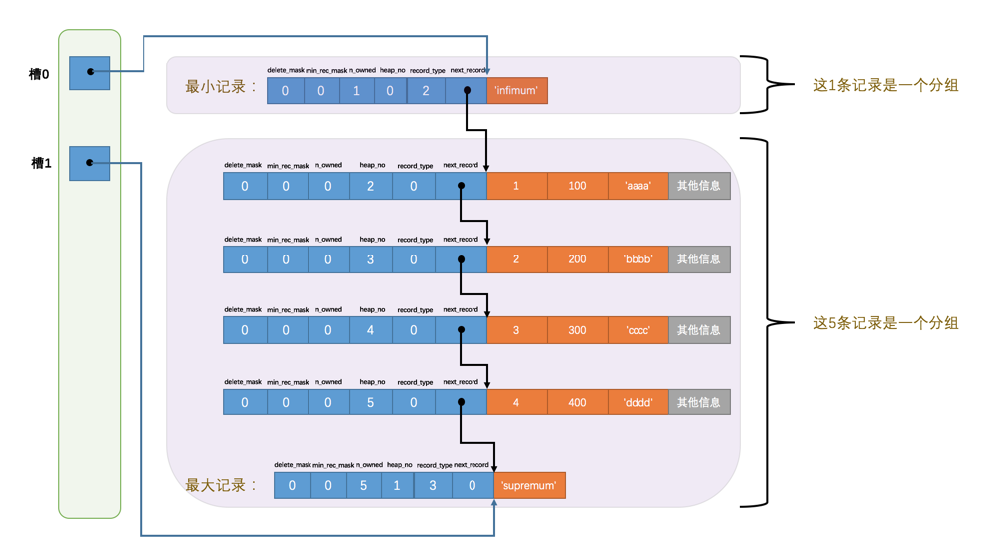 槽0
槽1
最小记录：
delete_mask min_rec_mask n_owned heap_no record_type next_record
0 0 1 0 2 'infimum'
这1条记录是一个分组
delete_mask min_rec_mask n_owned heap_no record_type next_record
0 0 0 2 0 1 100 'aaaa' 其他信息
delete_mask min_rec_mask n_owned heap_no record_type next_record
0 0 0 3 0 2 200 'bbbb' 其他信息
delete_mask min_rec_mask n_owned heap_no record_type next_record
0 0 0 4 0 3 300 'cccc' 其他信息
delete_mask min_rec_mask n_owned heap_no record_type next_record
0 0 0 5 0 4 400 'dddd' 其他信息
这5条记录是一个分组
delete_mask min_rec_mask n_owned heap_no record_type next_record
最大记录：
0 0 5 1 3 0 'supremum'